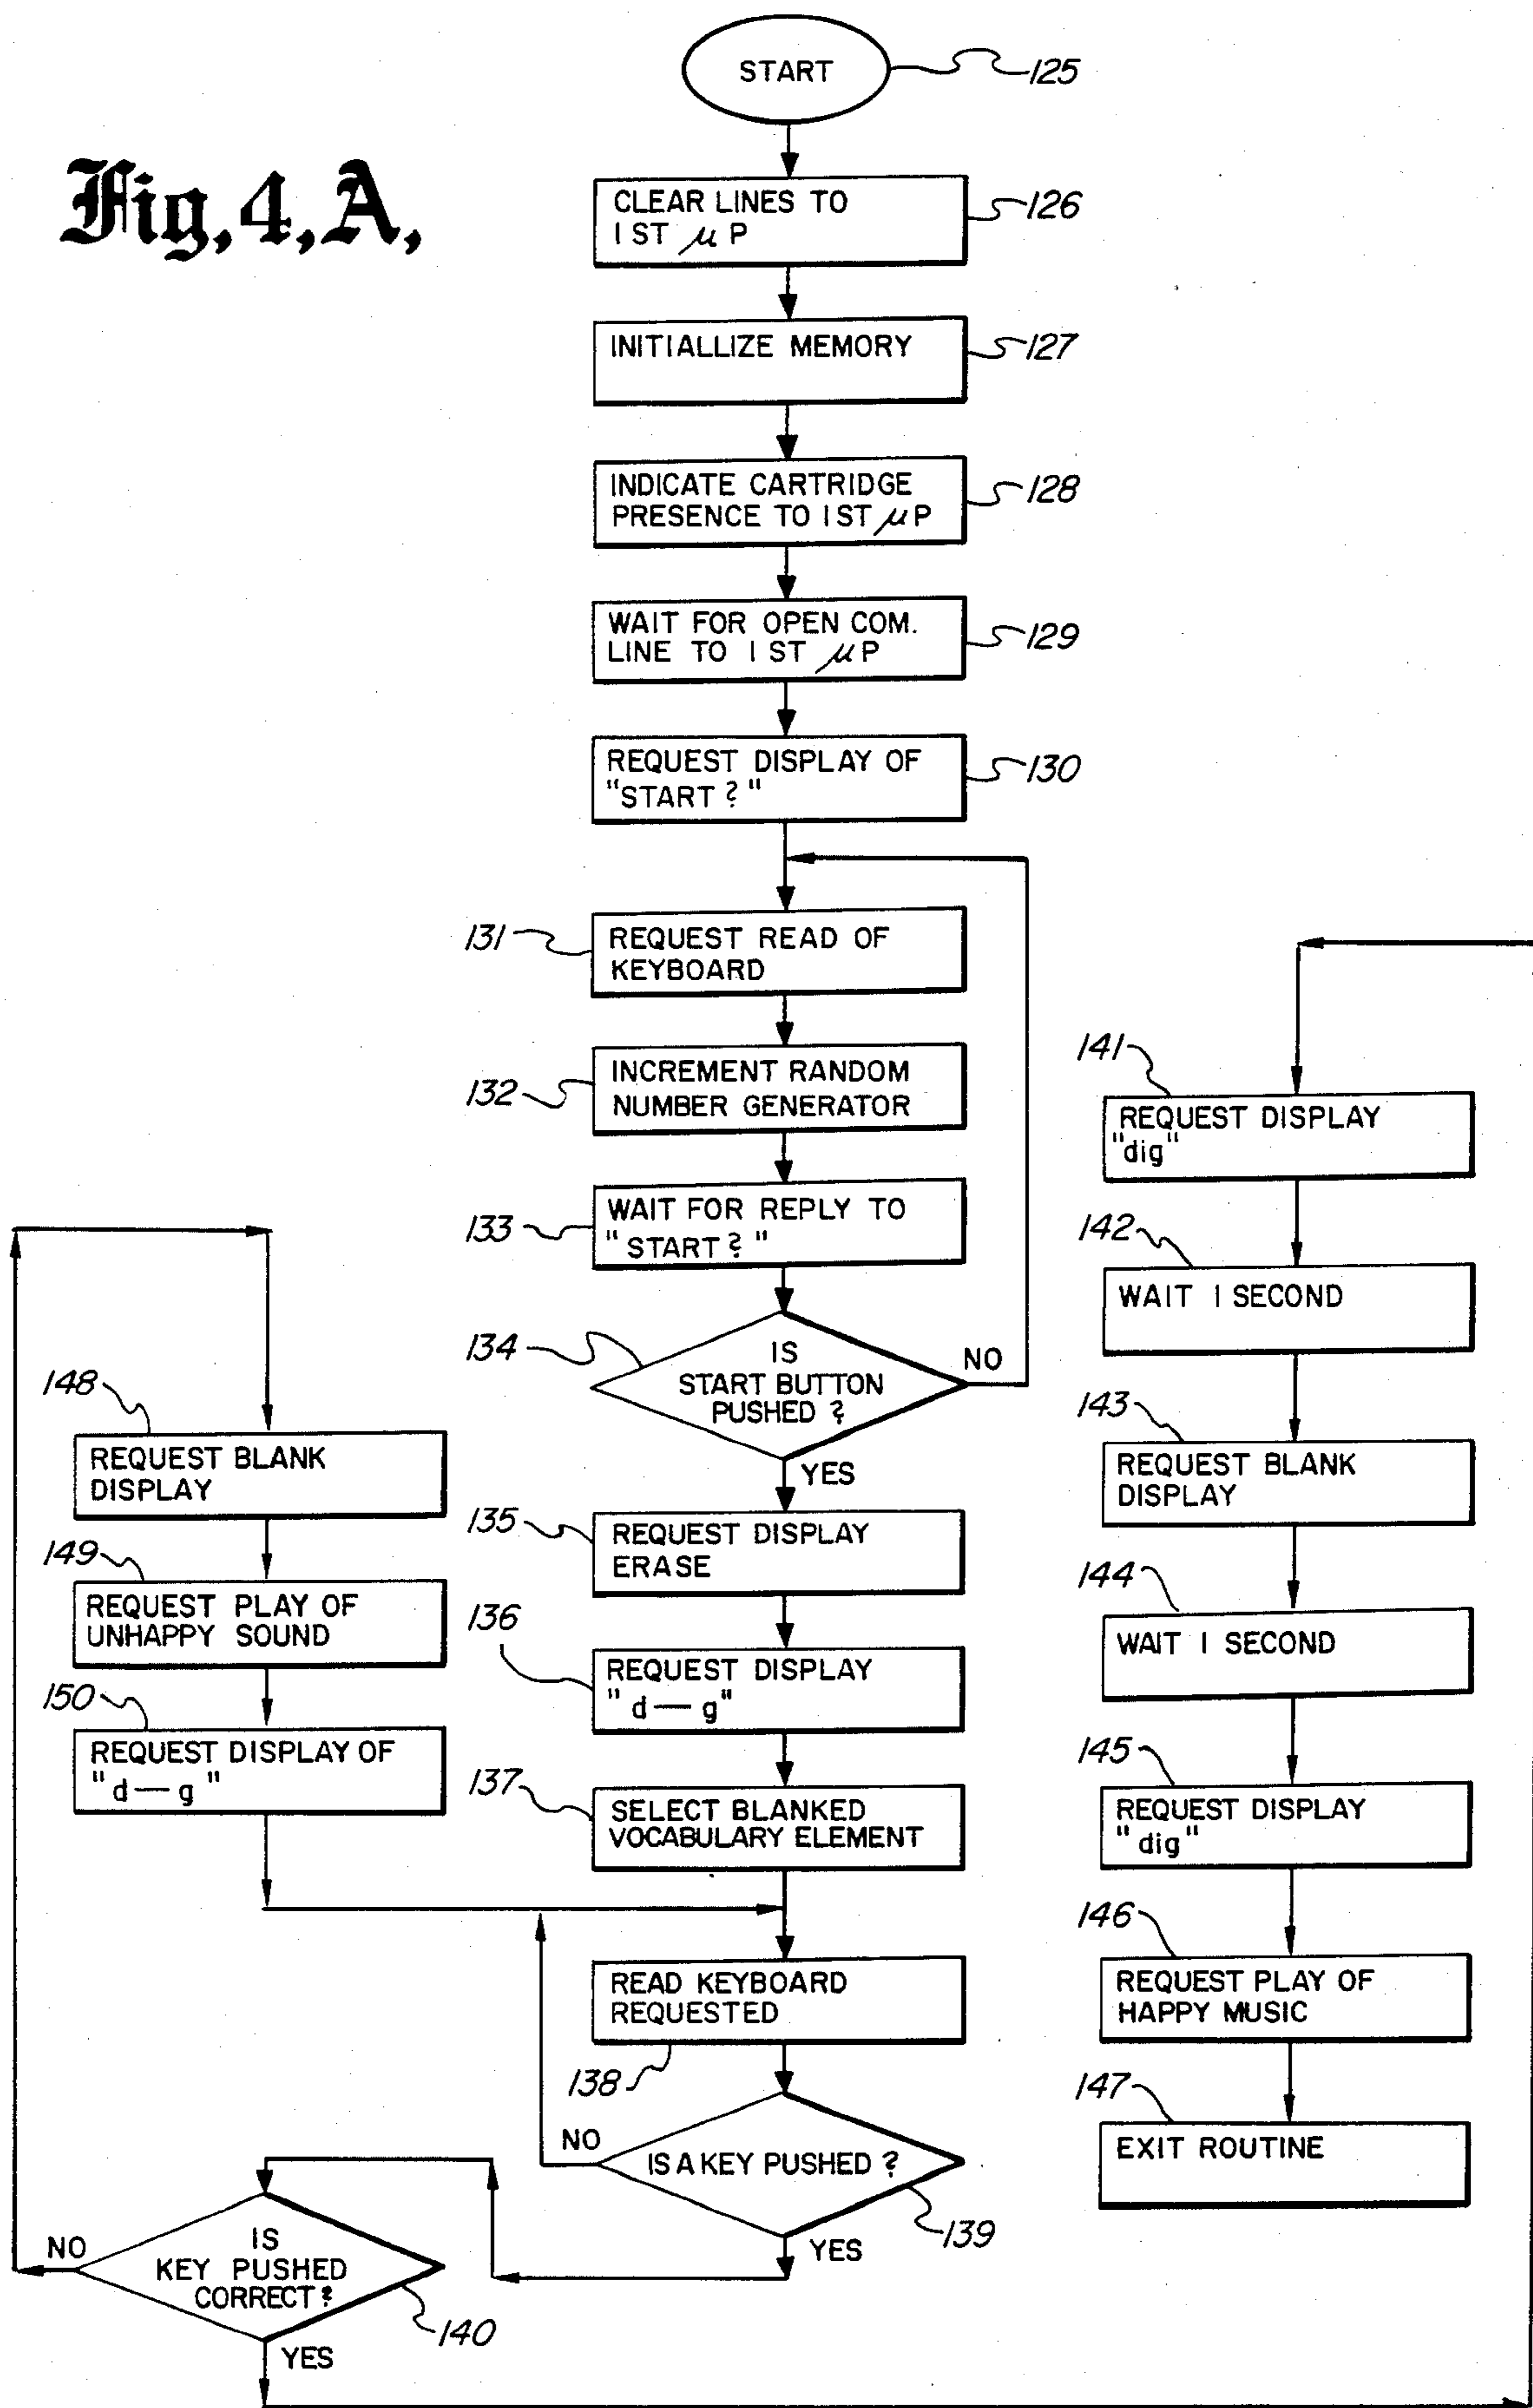 Fig. 4, A,
START
125
CLEAR LINES TO
1ST μP
126
INITIALLIZE MEMORY
127
INDICATE CARTRIDGE
PRESENCE TO 1ST μP
128
WAIT FOR OPEN COM.
LINE TO 1ST μP
129
REQUEST DISPLAY OF
"START?"
130
131
REQUEST READ OF
KEYBOARD
132
INCREMENT RANDOM
NUMBER GENERATOR
133
WAIT FOR REPLY TO
"START?"
134
IS
START BUTTON
PUSHED?
NO
YES
135
REQUEST DISPLAY
ERASE
136
REQUEST DISPLAY
"d — g"
137
SELECT BLANKED
VOCABULARY ELEMENT
READ KEYBOARD
REQUESTED
138
IS A KEY PUSHED?
NO
139
YES
IS
KEY PUSHED
CORRECT?
NO
140
YES
141
REQUEST DISPLAY
"dig"
142
WAIT 1 SECOND
143
REQUEST BLANK
DISPLAY
144
WAIT 1 SECOND
145
REQUEST DISPLAY
"dig"
146
REQUEST PLAY OF
HAPPY MUSIC
147
EXIT ROUTINE
148
REQUEST BLANK
DISPLAY
149
REQUEST PLAY OF
UNHAPPY SOUND
150
REQUEST DISPLAY OF
"d — g"